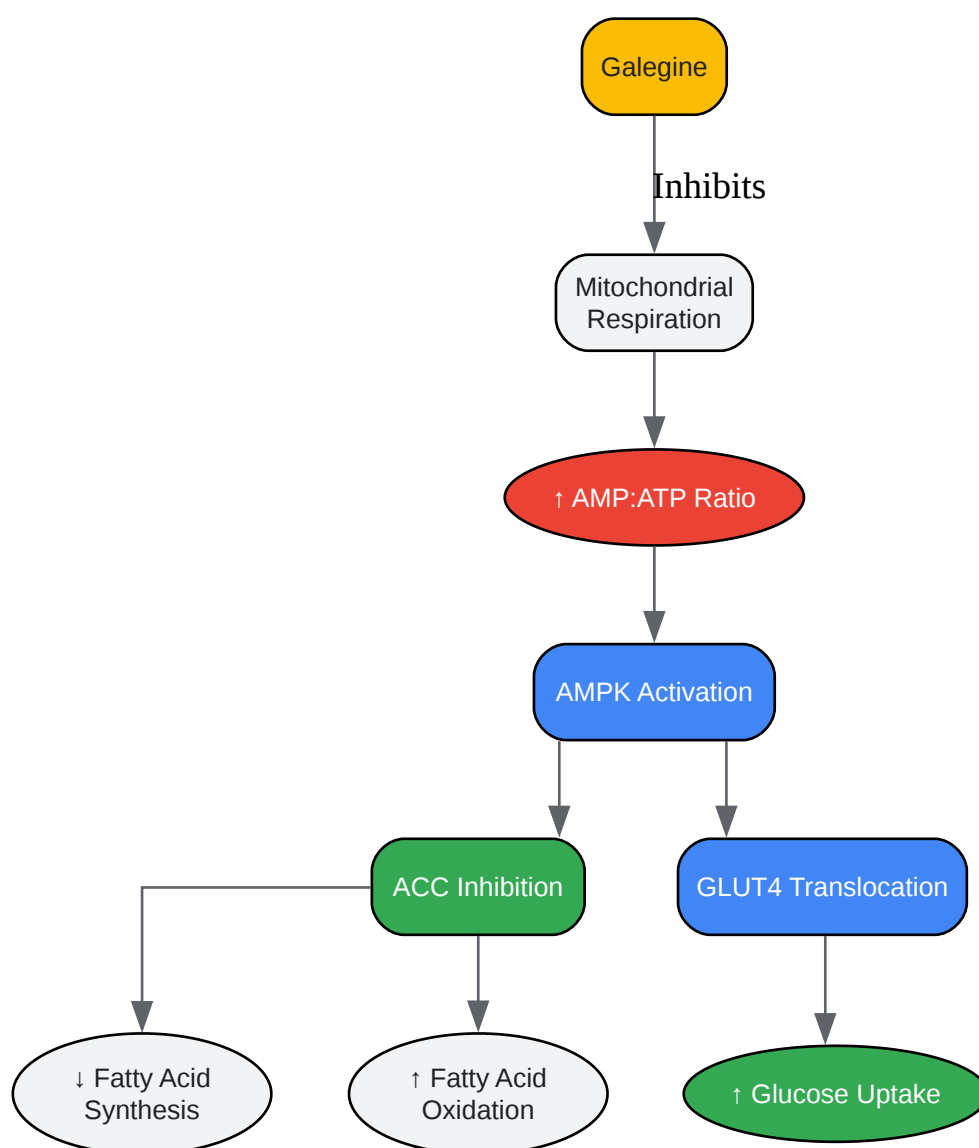 Galegine
Inhibits
Mitochondrial
Respiration
↑ AMP:ATP Ratio
AMPK Activation
ACC Inhibition
GLUT4 Translocation
↓ Fatty Acid
Synthesis
↑ Fatty Acid
Oxidation
↑ Glucose Uptake